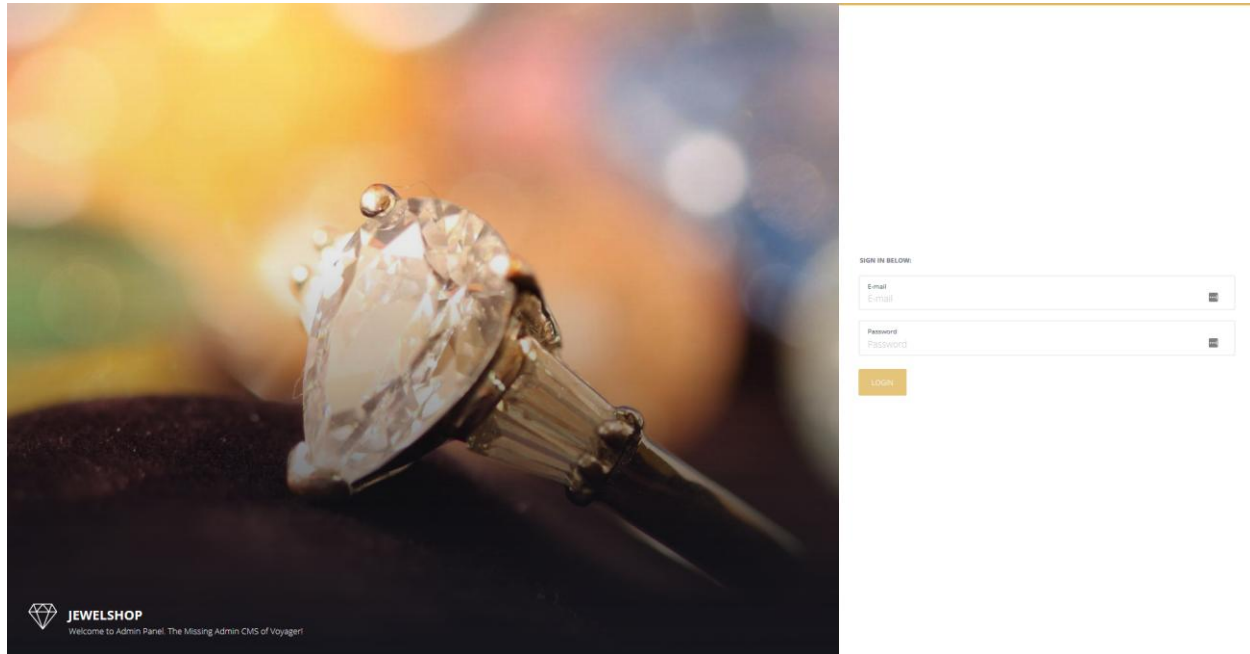 SIGN IN BELOW:
E-mail
E-mail
Password
Password
LOGIN
JEWELSHOP
Welcome to Admin Panel. The Missing Admin CMS of Voyager!